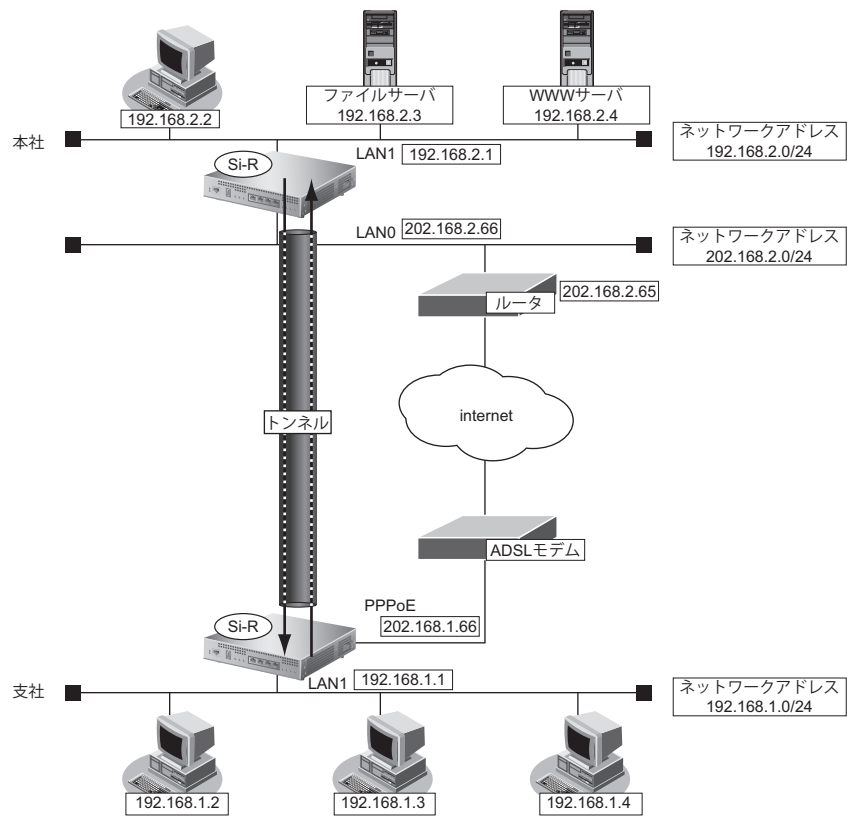 192.168.2.2
ファイルサーバ
192.168.2.3
WWWサーバ
192.168.2.4
本社
LAN1
192.168.2.1
ネットワークアドレス
192.168.2.0/24
Si-R
LAN0
202.168.2.66
ネットワークアドレス
202.168.2.0/24
ルータ
202.168.2.65
internet
トンネル
ADSLモデム
PPPoE
202.168.1.66
Si-R
LAN1
192.168.1.1
支社
ネットワークアドレス
192.168.1.0/24
192.168.1.2
192.168.1.3
192.168.1.4